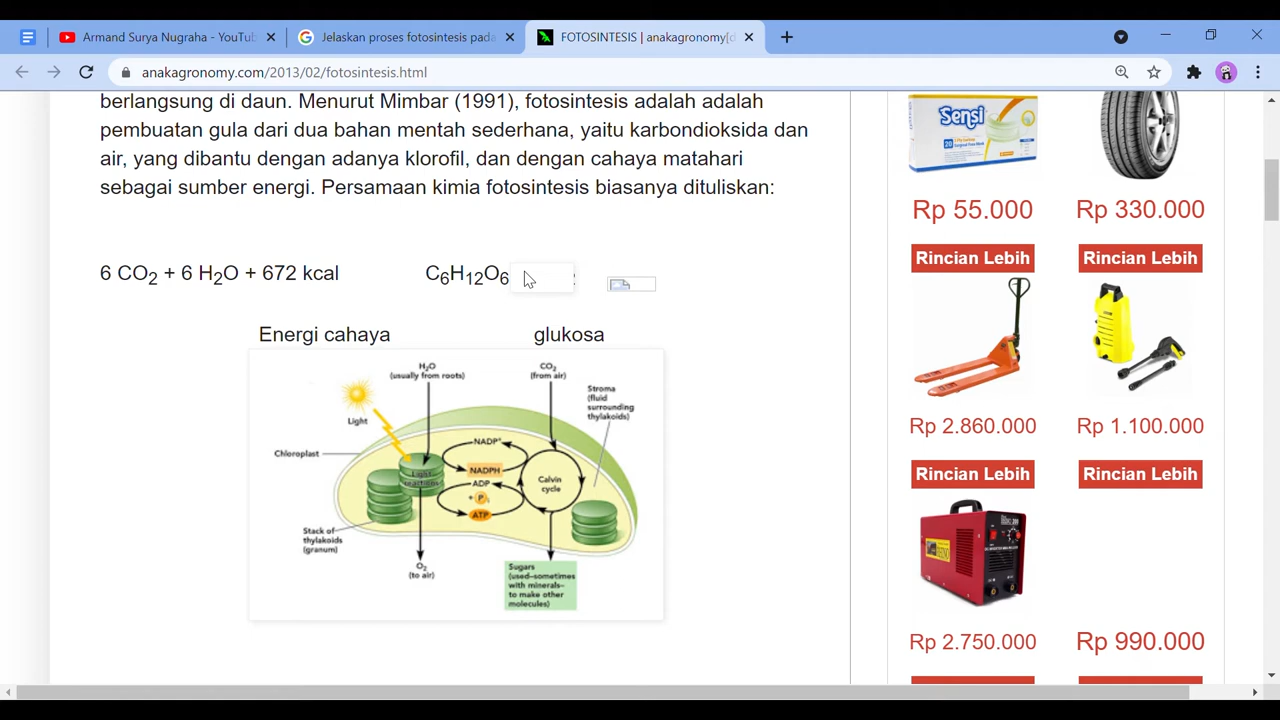 Armand Surya Nugraha - YouTub
Jelaskan proses fotosintesis pada
FOTOSINTESIS | anakagronomy[d
anakagronomy.com/2013/02/fotosintesis.html
berlangsung di daun. Menurut Mimbar (1991), fotosintesis adalah adalah
pembuatan gula dari dua bahan mentah sederhana, yaitu karbondioksida dan
air, yang dibantu dengan adanya klorofil, dan dengan cahaya matahari
sebagai sumber energi. Persamaan kimia fotosintesis biasanya dituliskan:
6 CO2 + 6 H2O + 672 kcal C6H12O6
Energi cahaya glukosa
H₂O
(usually from roots)
CO₂
(from air)
Stroma
(fluid
surrounding
thylakoids)
Light
Chloroplast
NADP⁺
Light
reactions
NADPH
ADP
+ P
ATP
Calvin
cycle
Stack of
thylakoids
(granum)
O₂
(to air)
Sugars
(used–sometimes
with minerals–
to make other
molecules)
Sensi
20
Rp 55.000
Rincian Lebih
Rp 330.000
Rincian Lebih
Rp 2.860.000
Rincian Lebih
Rp 1.100.000
Rincian Lebih
Rp 2.750.000
Rp 990.000